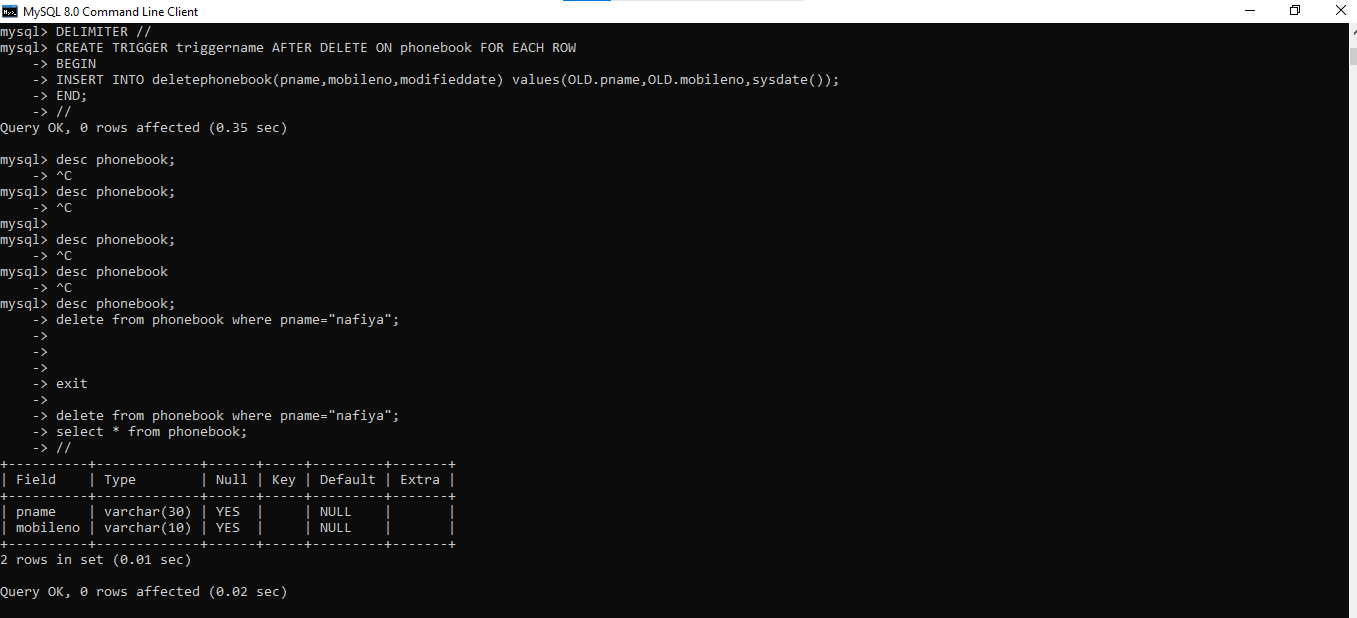 MySQL 8.0 Command Line Client
mysql> DELIMITER //
mysql> CREATE TRIGGER triggername AFTER DELETE ON phonebook FOR EACH ROW
    -> BEGIN
    -> INSERT INTO deletephonebook(pname,mobileno,modifieddate) values(OLD.pname,OLD.mobileno,sysdate());
    -> END;
    -> //
Query OK, 0 rows affected (0.35 sec)

mysql> desc phonebook;
    -> ^C
mysql> desc phonebook;
    -> ^C
mysql>
mysql> desc phonebook;
    -> ^C
mysql> desc phonebook
    -> ^C
mysql> desc phonebook;
    -> delete from phonebook where pname="nafiya";
    ->
    ->
    ->
    -> exit
    ->
    -> delete from phonebook where pname="nafiya";
    -> select * from phonebook;
    -> //
+----------+-------------+------+-----+---------+-------+
| Field    | Type        | Null | Key | Default | Extra |
+----------+-------------+------+-----+---------+-------+
| pname    | varchar(30) | YES  |     | NULL    |       |
| mobileno | varchar(10) | YES  |     | NULL    |       |
+----------+-------------+------+-----+---------+-------+
2 rows in set (0.01 sec)

Query OK, 0 rows affected (0.02 sec)